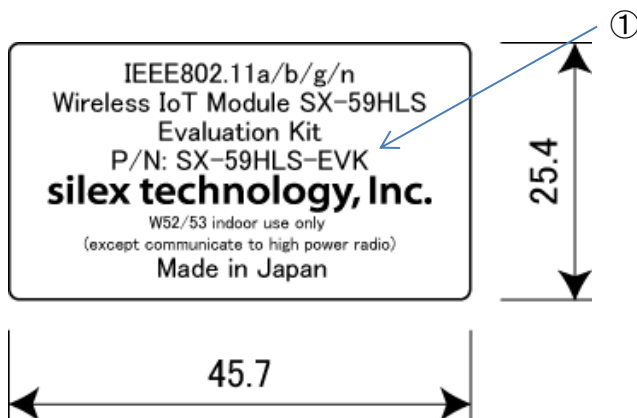 ①
IEEE802.11a/b/g/n
Wireless IoT Module SX-59HLS
Evaluation Kit
P/N: SX-59HLS-EVK
silex technology, Inc.
W52/53 indoor use only
(except communicate to high power radio)
Made in Japan
25.4
45.7